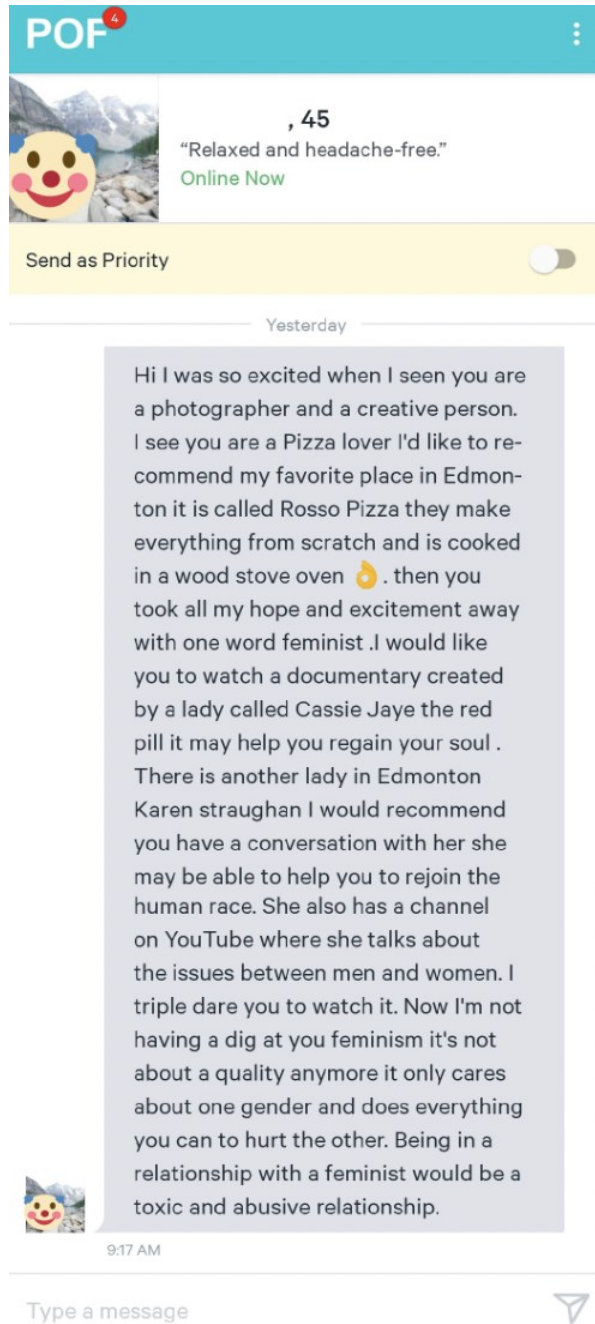 POF 4
, 45
“Relaxed and headache-free.”
Online Now
Send as Priority
Yesterday
Hi I was so excited when I seen you are
a photographer and a creative person.
I see you are a Pizza lover I'd like to re-
commend my favorite place in Edmon-
ton it is called Rosso Pizza they make
everything from scratch and is cooked
in a wood stove oven 👌 . then you
took all my hope and excitement away
with one word feminist .I would like
you to watch a documentary created
by a lady called Cassie Jaye the red
pill it may help you regain your soul .
There is another lady in Edmonton
Karen straughan I would recommend
you have a conversation with her she
may be able to help you to rejoin the
human race. She also has a channel
on YouTube where she talks about
the issues between men and women. I
triple dare you to watch it. Now I'm not
having a dig at you feminism it's not
about a quality anymore it only cares
about one gender and does everything
you can to hurt the other. Being in a
relationship with a feminist would be a
toxic and abusive relationship.
9:17 AM
Type a message